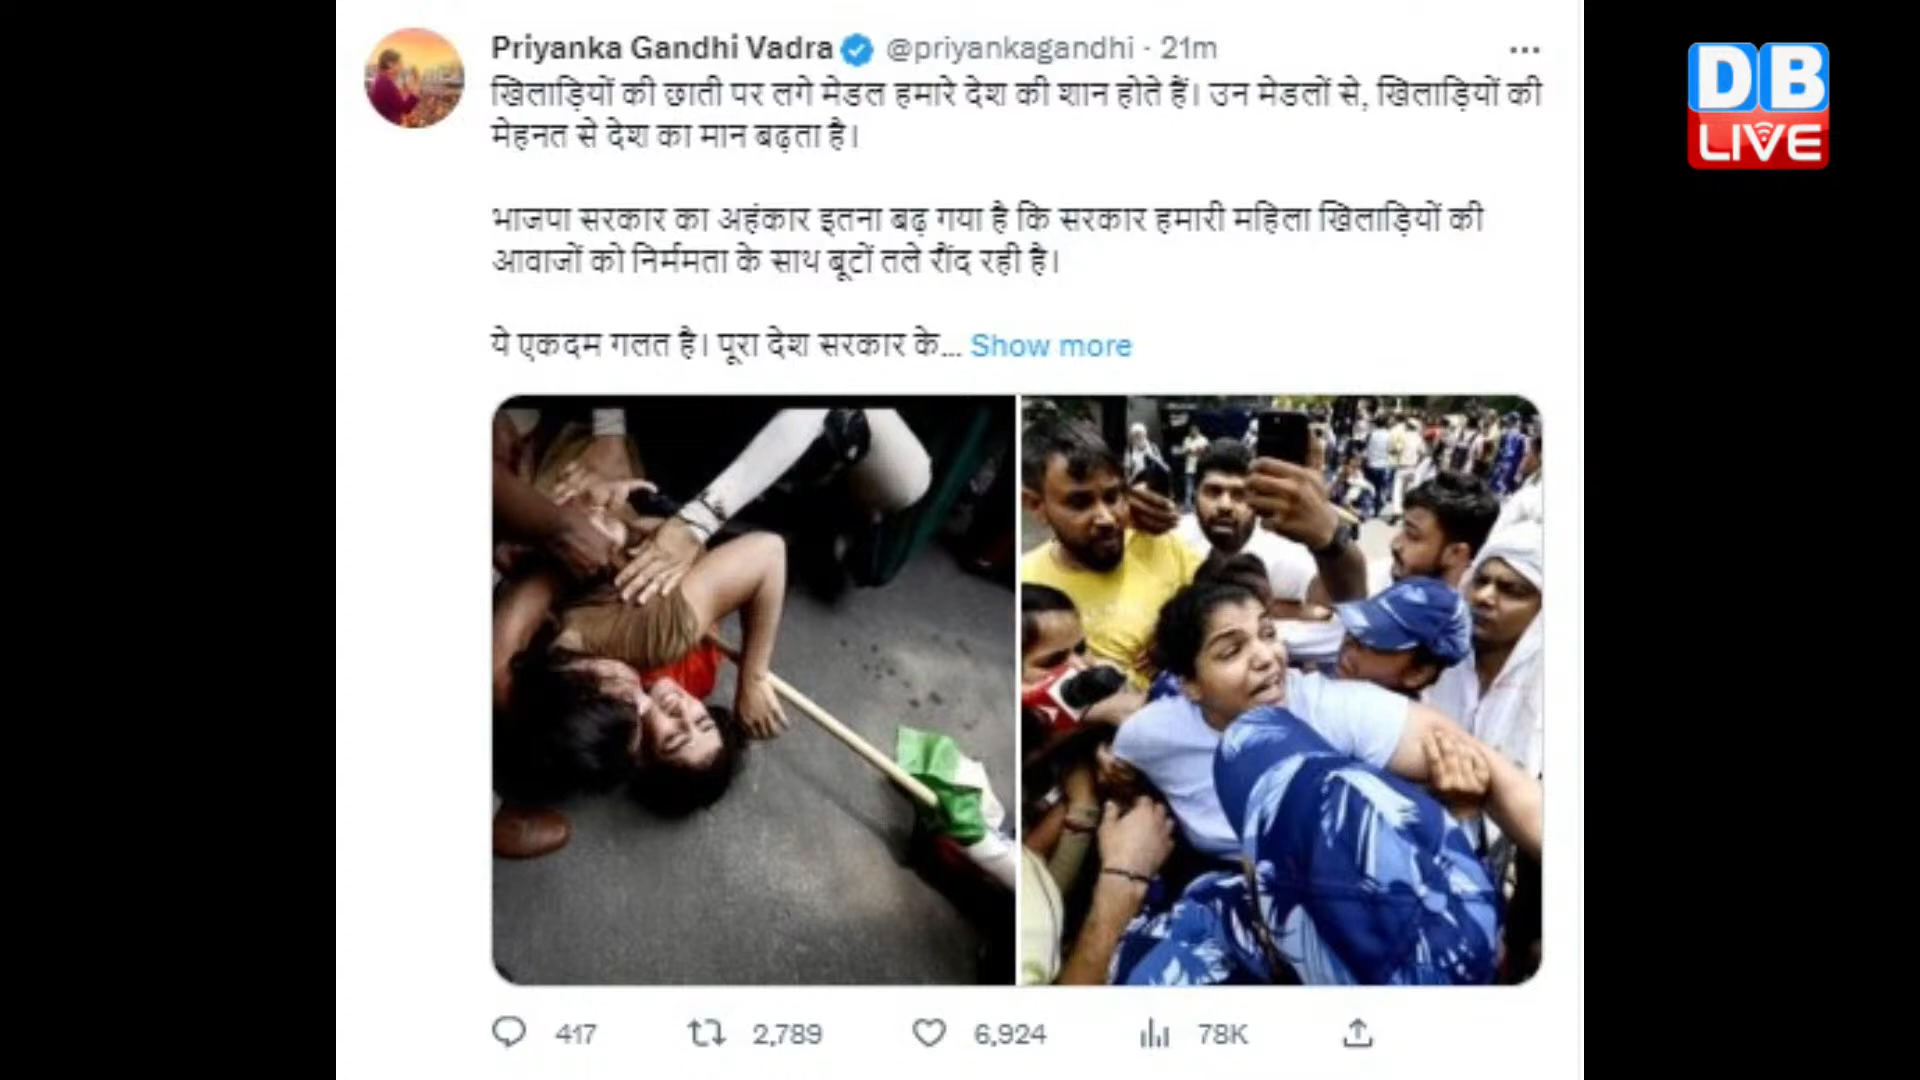 Priyanka Gandhi Vadra @priyankagandhi · 21m
खिलाड़ियों की छाती पर लगे मेडल हमारे देश की शान होते हैं। उन मेडलों से, खिलाड़ियों की
मेहनत से देश का मान बढ़ता है।
भाजपा सरकार का अहंकार इतना बढ़ गया है कि सरकार हमारी महिला खिलाड़ियों की
आवाजों को निर्ममता के साथ बूटों तले रौंद रही है।
ये एकदम गलत है। पूरा देश सरकार के... Show more
417 2,789 6,924 78K
DB
LIVE